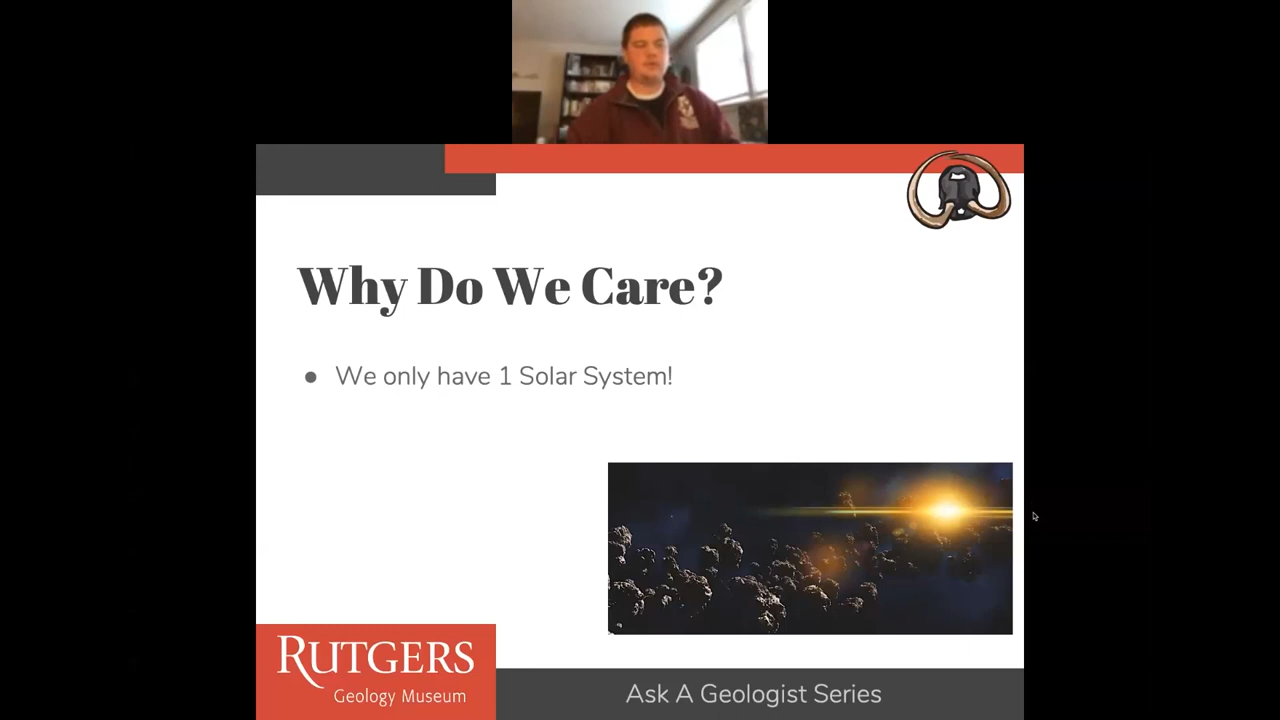 Why Do We Care?
● We only have 1 Solar System!
RUTGERS
Geology Museum
Ask A Geologist Series